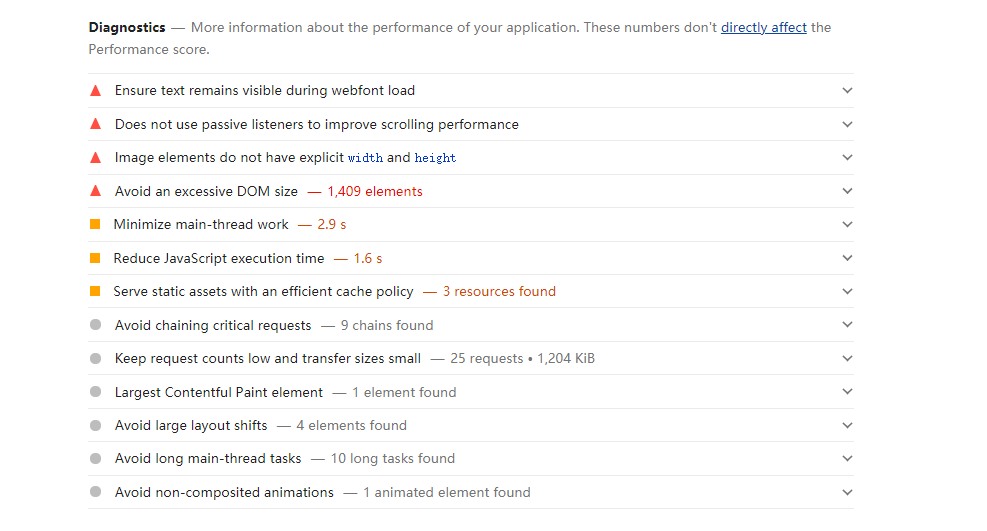 Diagnostics — More information about the performance of your application. These numbers don't directly affect the
Performance score.
Ensure text remains visible during webfont load
Does not use passive listeners to improve scrolling performance
Image elements do not have explicit width and height
Avoid an excessive DOM size — 1,409 elements
Minimize main-thread work — 2.9 s
Reduce JavaScript execution time — 1.6 s
Serve static assets with an efficient cache policy — 3 resources found
Avoid chaining critical requests — 9 chains found
Keep request counts low and transfer sizes small — 25 requests • 1,204 KiB
Largest Contentful Paint element — 1 element found
Avoid large layout shifts — 4 elements found
Avoid long main-thread tasks — 10 long tasks found
Avoid non-composited animations — 1 animated element found